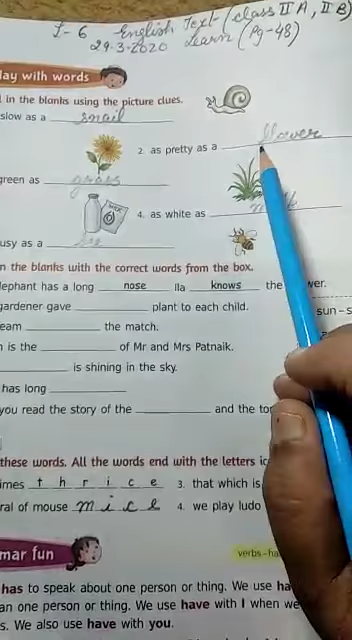 L-6 English Text (class II A, II B)
29-3-2020 Learn (Pg-48)
lay with words
l in the blanks using the picture clues.
slow as a snail
2. as pretty as a flower
green as grass
4. as white as milk
usy as a bee
n the blanks with the correct words from the box.
lephant has a long nose lla knows the wer.
gardener gave ________ plant to each child. sun-s
eam ________ the match.
n is the ________ of Mr and Mrs Patnaik.
________ is shining in the sky.
has long ________
you read the story of the ________ and the tor
these words. All the words end with the letters ic
imes t h r i c e 3. that which is
ral of mouse m i c e 4. we play ludo
mar fun
verbs–ha
has to speak about one person or thing. We use ha
an one person or thing. We use have with I when we
s. We also use have with you.